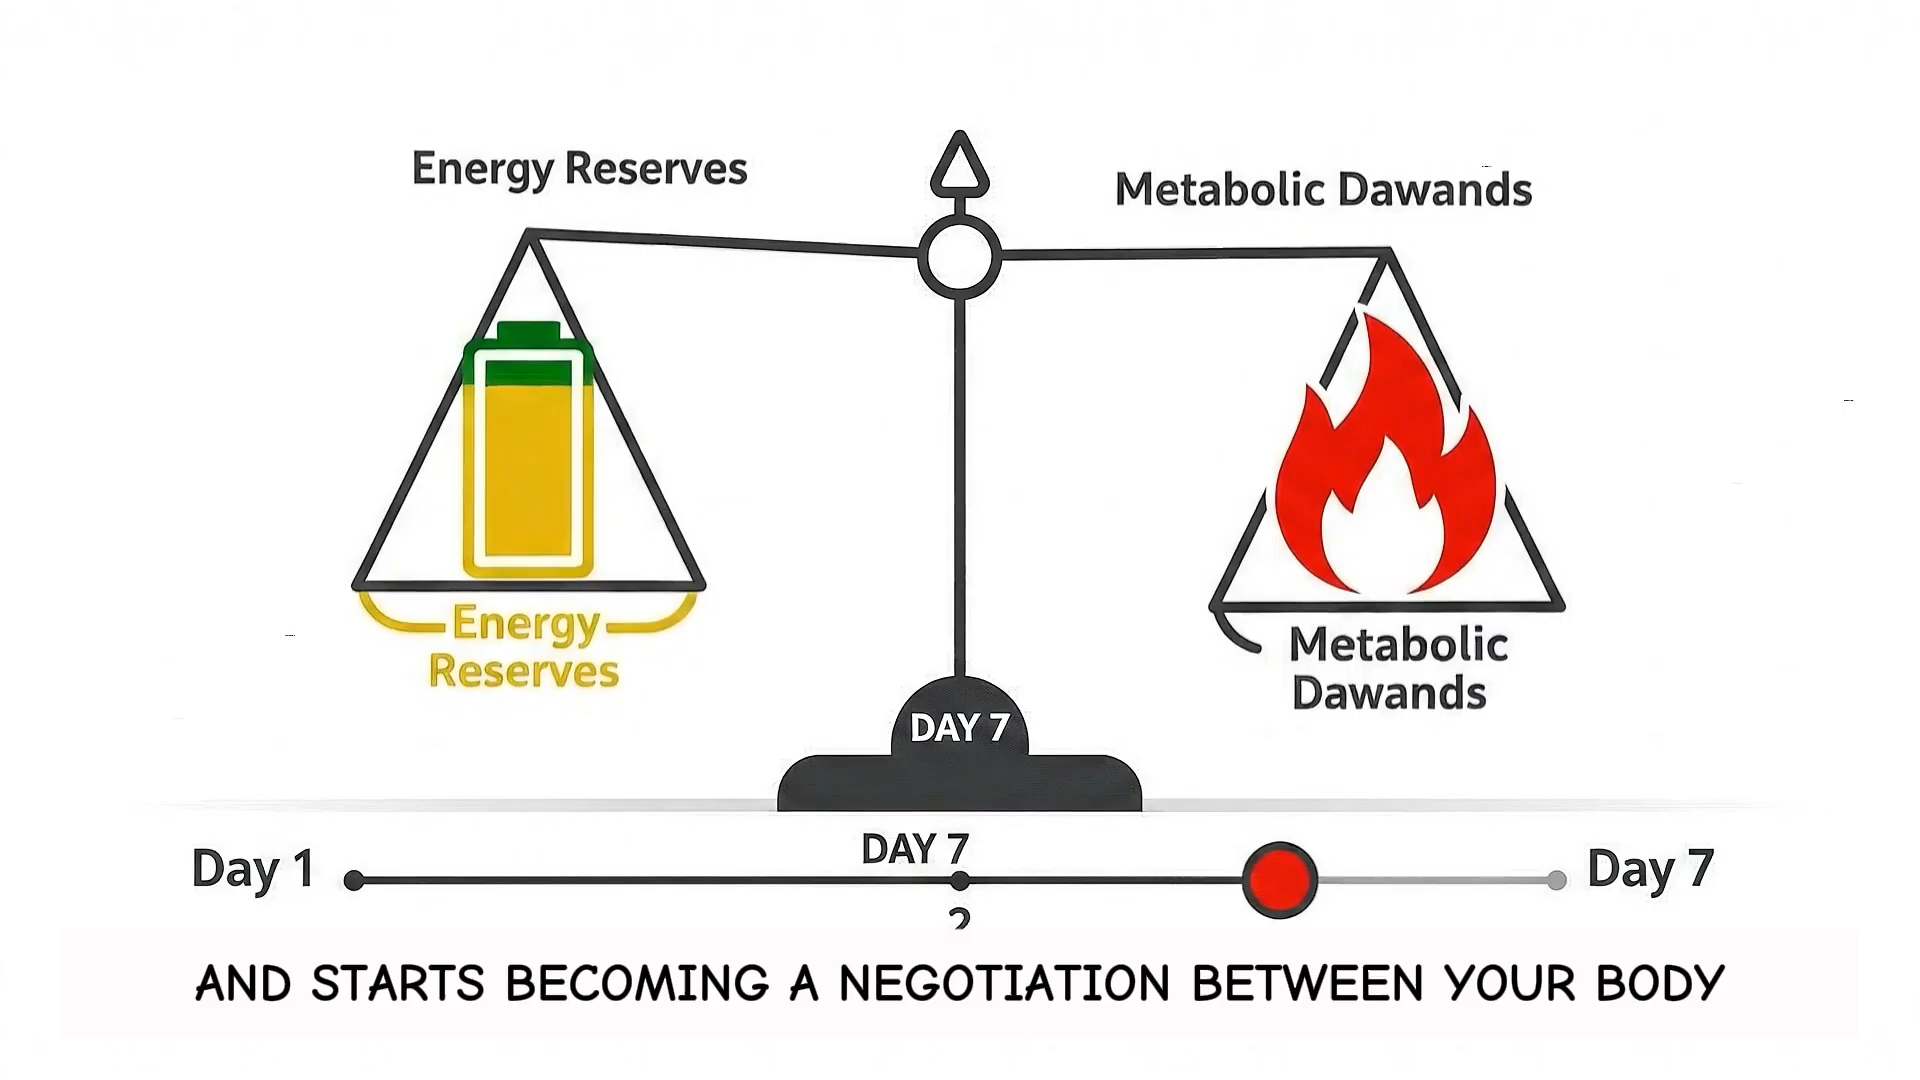 Energy Reserves
Metabolic Dawands
Energy
Reserves
Metabolic
Dawands
DAY 7
DAY 7
Day 1
Day 7
2
AND STARTS BECOMING A NEGOTIATION BETWEEN YOUR BODY